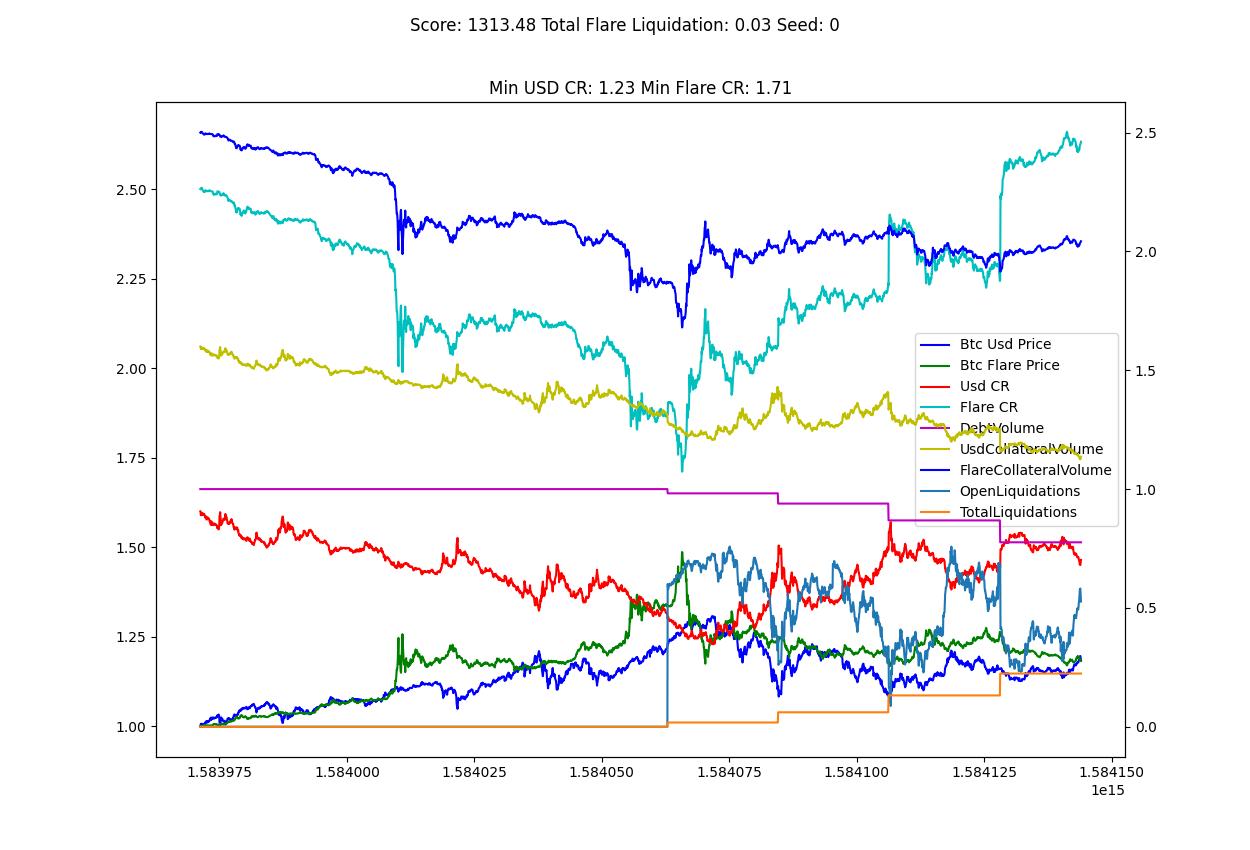 Score: 1313.48 Total Flare Liquidation: 0.03 Seed: 0
Min USD CR: 1.23 Min Flare CR: 1.71
2.50
2.25
2.00
1.75
1.50
1.25
1.00
2.5
2.0
1.5
1.0
0.5
0.0
Btc Usd Price
Btc Flare Price
Usd CR
Flare CR
DebtVolume
UsdCollateralVolume
FlareCollateralVolume
OpenLiquidations
TotalLiquidations
1.583975 1.584000 1.584025 1.584050 1.584075 1.584100 1.584125 1.584150
1e15